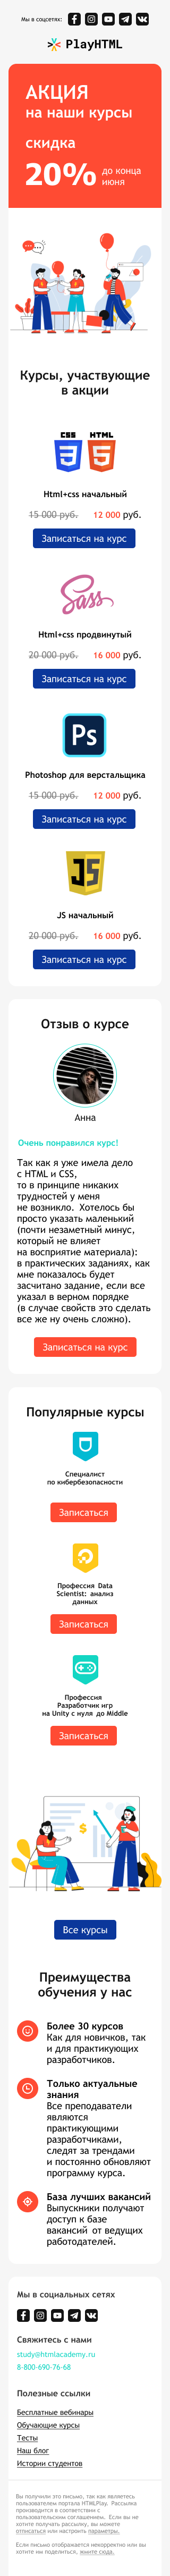 Мы в соцсетях:
PlayHTML
АКЦИЯ
на наши курсы
скидка
20% до конца
июня
Курсы, участвующие
в акции
CSS HTML
3 5
Html+css начальный
15 000 руб. 12 000 руб.
Записаться на курс
Sass
Html+css продвинутый
20 000 руб. 16 000 руб.
Записаться на курс
Ps
Photoshop для верстальщика
15 000 руб. 12 000 руб.
Записаться на курс
JS
JS начальный
20 000 руб. 16 000 руб.
Записаться на курс
Отзыв о курсе
Анна
Очень понравился курс!
Так как я уже имела дело
с HTML и CSS,
то в принципе никаких
трудностей у меня
не возникло. Хотелось бы
просто указать маленький
(почти незаметный минус,
который не влияет
на восприятие материала):
в практических заданиях, как
мне показалось будет
засчитано задание, если все
указал в верном порядке
(в случае свойств это сделать
все же ну очень сложно).
Записаться на курс
Популярные курсы
Специалист
по кибербезопасности
Записаться
Профессия Data
Scientist: анализ
данных
Записаться
Профессия
Разработчик игр
на Unity с нуля до Middle
Записаться
$
Все курсы
Преимущества
обучения у нас
Более 30 курсов
Как для новичков, так
и для практикующих
разработчиков.
Только актуальные
знания
Все преподаватели
являются
практикующими
разработчиками,
следят за трендами
и постоянно обновляют
программу курса.
База лучших вакансий
Выпускники получают
доступ к базе
вакансий от ведущих
работодателей.
Мы в социальных сетях
Свяжитесь с нами
study@htmlacademy.ru
8-800-690-76-68
Полезные ссылки
Бесплатные вебинары
Обучающие курсы
Тесты
Наш блог
Истории студентов
Вы получили это письмо, так как являетесь
пользователем портала HTMLPlay. Рассылка
производится в соответствии с
пользовательским соглашением. Если вы не
хотите получать рассылку, вы можете
отписаться или настроить параметры.
Если письмо отображается некорректно или вы
хотите им поделиться, жмите сюда.